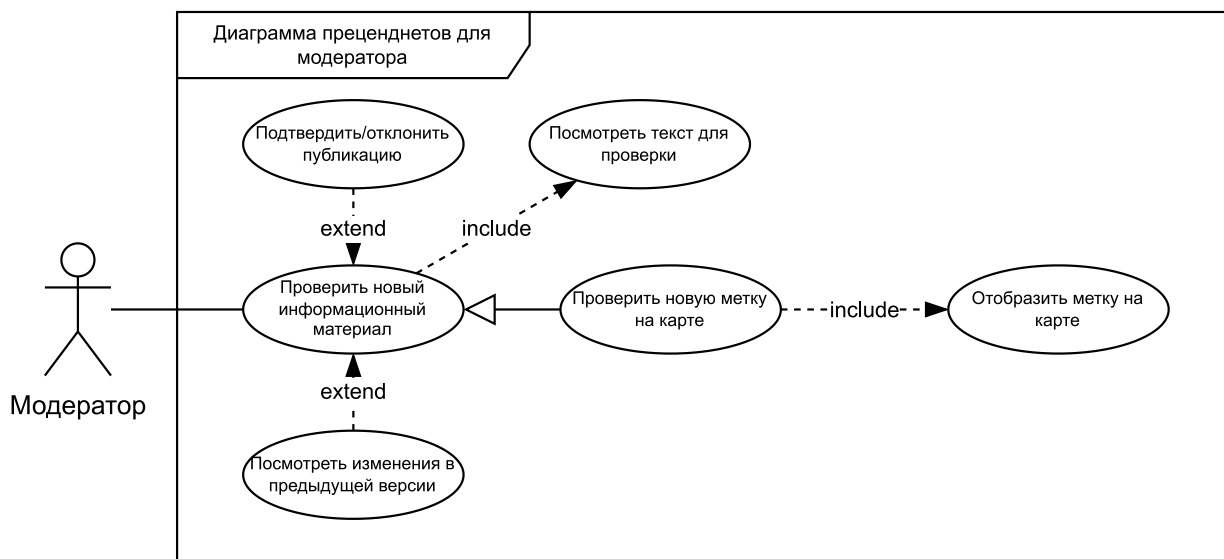 Диаграмма преценднетов для
модератора
Подтвердить/отклонить
публикацию
Посмотреть текст для
проверки
extend
include
Проверить новый
информационный
материал
Проверить новую метку
на карте
include
Отобразить метку на
карте
Модератор
extend
Посмотреть изменения в
предыдущей версии